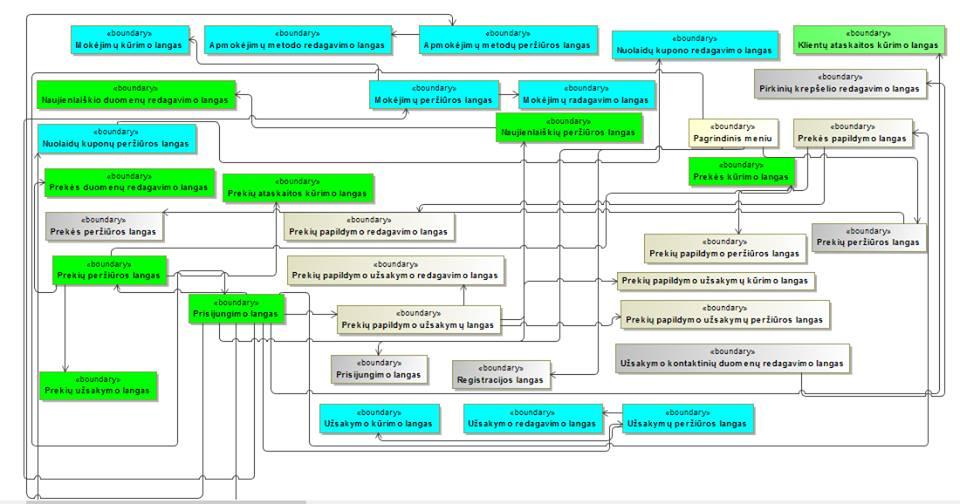 «boundary»
Mokėjimų kūrimo langas
«boundary»
Apmokėjimų metodo redagavimo langas
«boundary»
Apmokėjimų metodų peržiūros langas
«boundary»
Nuolaidų kupono redagavimo langas
«boundary»
Klientų ataskaitos kūrimo langas
«boundary»
Pirkinių krepšelio redagavimo langas
«boundary»
Naujienlaiškio duomenų redagavimo langas
«boundary»
Mokėjimų peržiūros langas
«boundary»
Mokėjimų radagavimo langas
«boundary»
Naujienlaiškių peržiūros langas
«boundary»
Pagrindinis meniu
«boundary»
Prekės papildymo langas
«boundary»
Nuolaidų kuponų peržiūros langas
«boundary»
Prekės kūrimo langas
«boundary»
Prekės duomenų redagavimo langas
«boundary»
Prekių ataskaitos kūrimo langas
«boundary»
Prekės peržiūros langas
«boundary»
Prekių papildymo redagavimo langas
«boundary»
Prekių peržiūros langas
«boundary»
Prekių papildymo peržiūros langas
«boundary»
Prekių peržiūros langas
«boundary»
Prekių papildymo užsakymo redagavimo langas
«boundary»
Prekių papildymo užsakymų kūrimo langas
«boundary»
Prisijungimo langas
«boundary»
Prekių papildymo užsakymų langas
«boundary»
Prekių papildymo užsakymų peržiūros langas
«boundary»
Prisijungimo langas
«boundary»
Registracijos langas
«boundary»
Užsakymo kontaktinių duomenų redagavimo langas
«boundary»
Prekių užsakymo langas
«boundary»
Užsakymo kūrimo langas
«boundary»
Užsakymo redagavimo langas
«boundary»
Užsakymų peržiūros langas